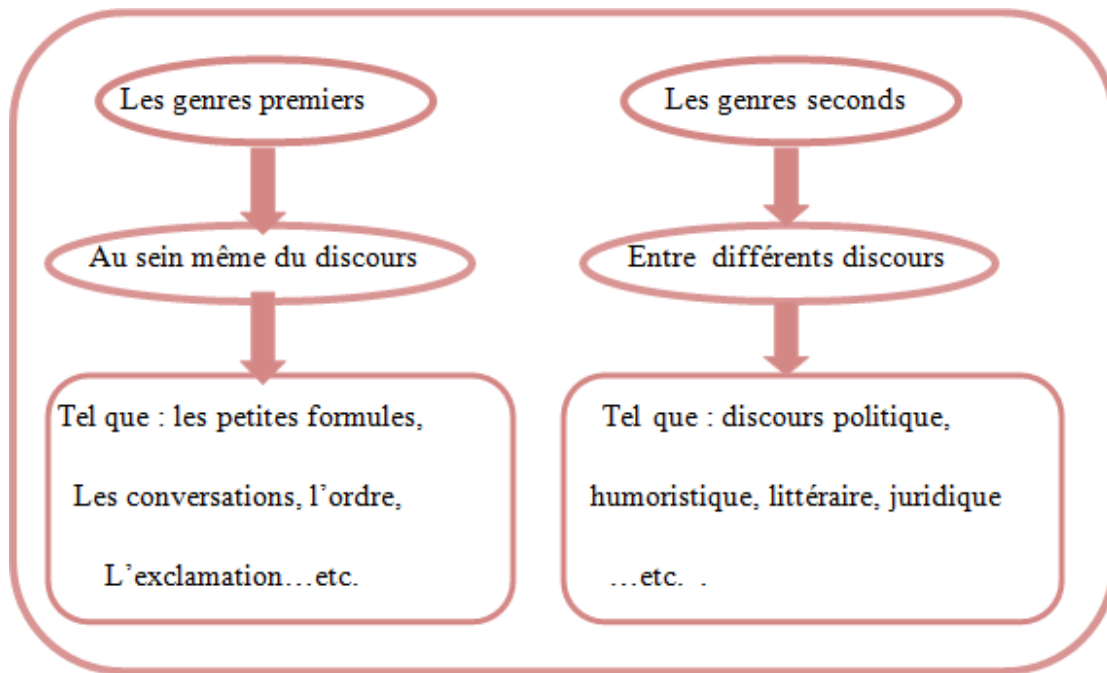 Les genres premiers
Au sein même du discours
Tel que : les petites formules,
Les conversations, l’ordre,
L’exclamation…etc.
Les genres seconds
Entre différents discours
Tel que : discours politique,
humoristique, littéraire, juridique
…etc. .